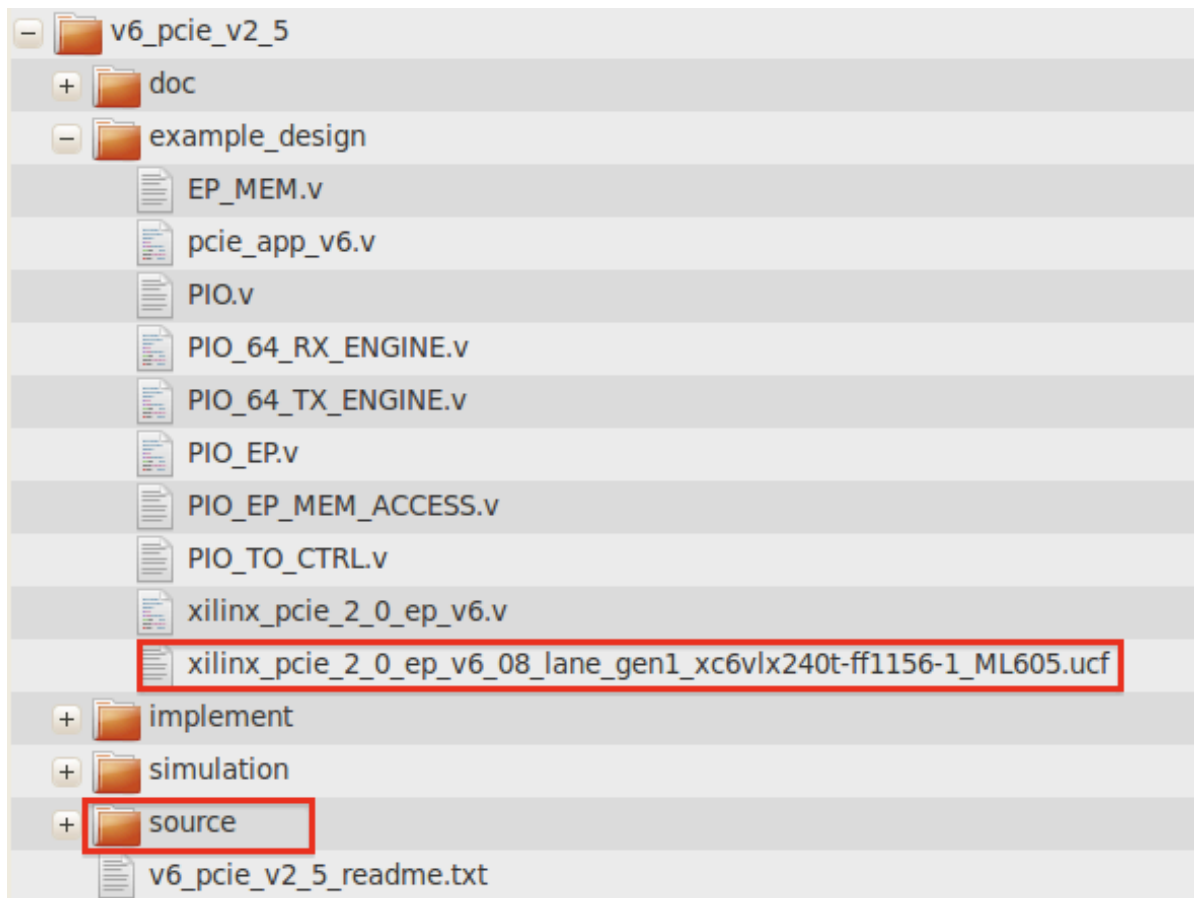 v6_pcie_v2_5
doc
example_design
EP_MEM.v
pcie_app_v6.v
PIO.v
PIO_64_RX_ENGINE.v
PIO_64_TX_ENGINE.v
PIO_EP.v
PIO_EP_MEM_ACCESS.v
PIO_TO_CTRL.v
xilinx_pcie_2_0_ep_v6.v
xilinx_pcie_2_0_ep_v6_08_lane_gen1_xc6vlx240t-ff1156-1_ML605.ucf
implement
simulation
source
v6_pcie_v2_5_readme.txt